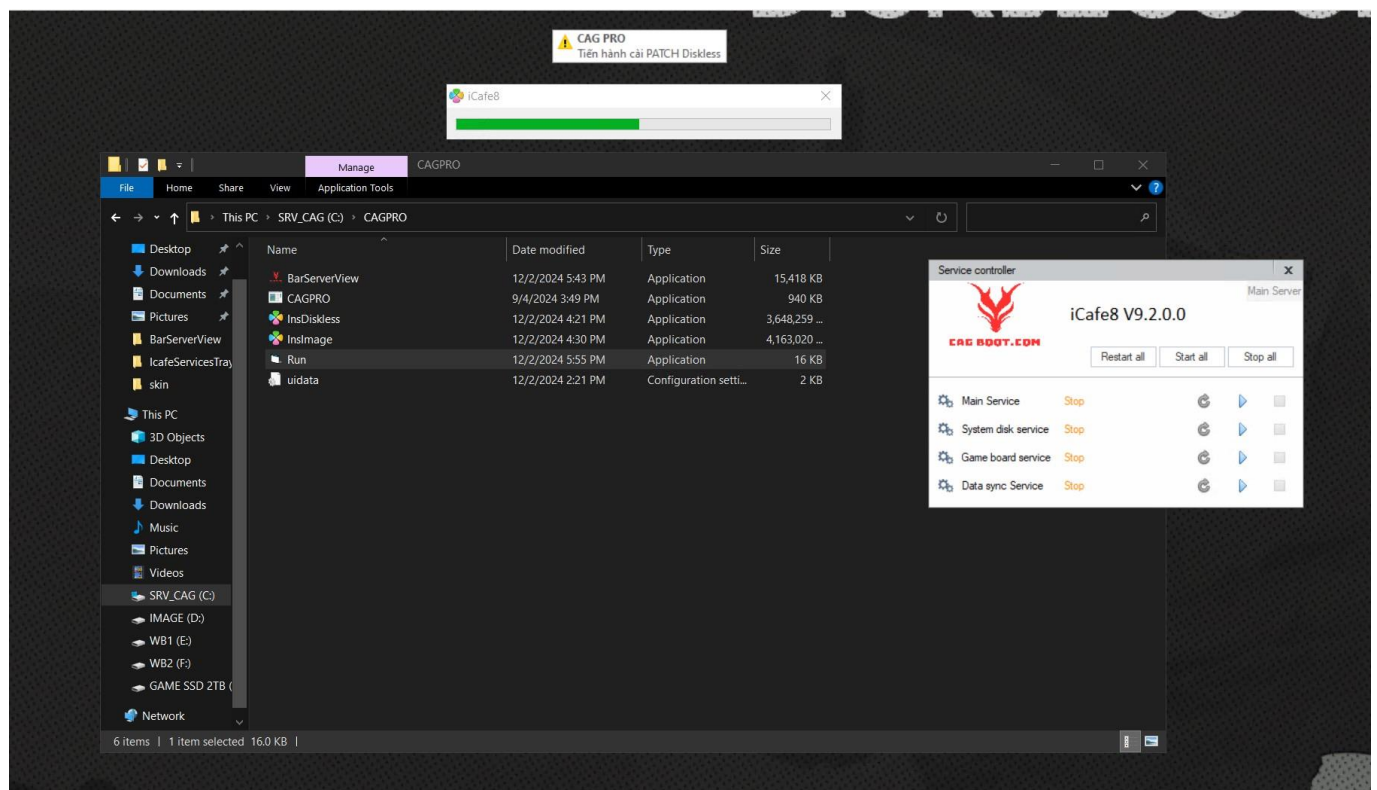 CAG PRO
Tiến hành cài PATCH Diskless
iCafe8
Manage CAGPRO
File Home Share View Application Tools
This PC SRV_CAG (C:) CAGPRO
Name Date modified Type Size
BarServerView 12/2/2024 5:43 PM Application 15,418 KB
CAGPRO 9/4/2024 3:49 PM Application 940 KB
InsDiskless 12/2/2024 4:21 PM Application 3,648,259 ...
InsImage 12/2/2024 4:30 PM Application 4,163,020 ...
Run 12/2/2024 5:55 PM Application 16 KB
uidata 12/2/2024 2:21 PM Configuration setti... 2 KB
Desktop
Downloads
Documents
Pictures
BarServerView
IcafeServicesTray
skin
This PC
3D Objects
Desktop
Documents
Downloads
Music
Pictures
Videos
SRV_CAG (C:)
IMAGE (D:)
WB1 (E:)
WB2 (F:)
GAME SSD 2TB (
Network
6 items 1 item selected 16.0 KB
Service controller
Main Server
iCafe8 V9.2.0.0
CAG BOOT.COM
Restart all Start all Stop all
Main Service Stop
System disk service Stop
Game board service Stop
Data sync Service Stop